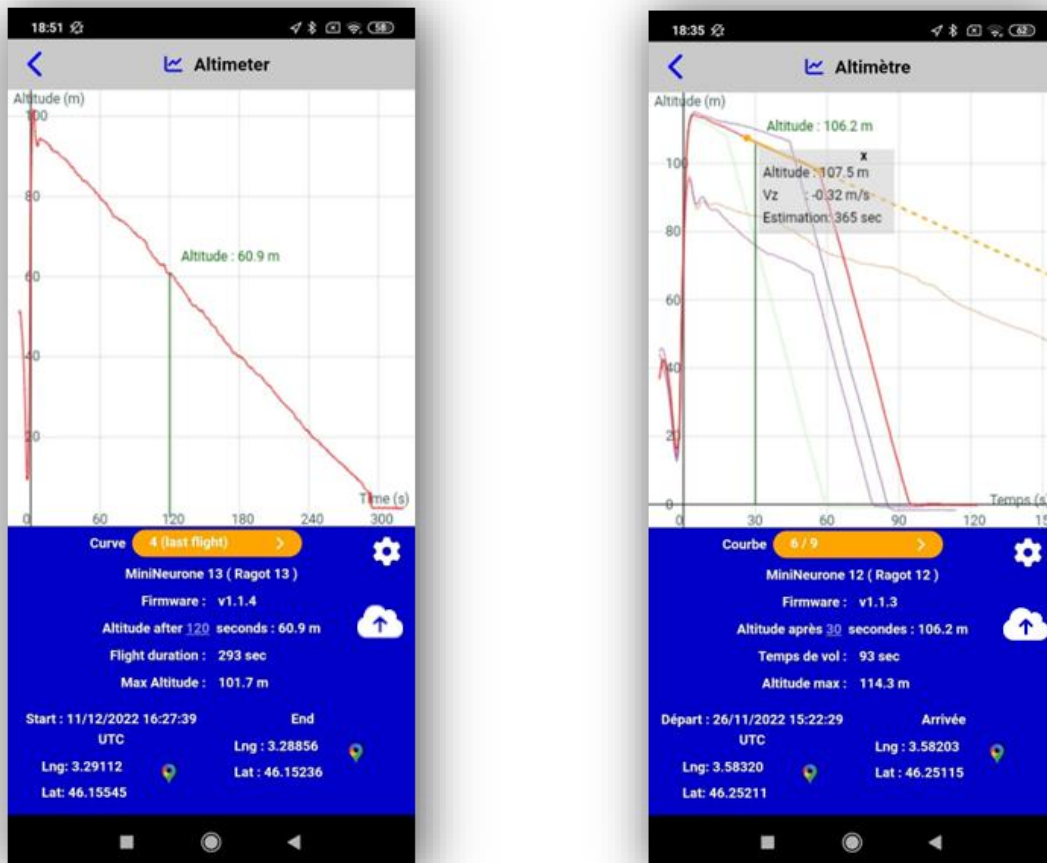 18:51
58
Altimeter
Altitude (m)
100
80
60
40
20
Altitude : 60.9 m
Time (s)
0 60 120 180 240 300
Curve 4 (last flight)
MiniNeurone 13 ( Ragot 13 )
Firmware : v1.1.4
Altitude after 120 seconds : 60.9 m
Flight duration : 293 sec
Max Altitude : 101.7 m
Start : 11/12/2022 16:27:39 UTC
Lng: 3.29112
Lat: 46.15545
End
Lng : 3.28856
Lat : 46.15236
18:35
62
Altimètre
Altitude (m)
Altitude : 106.2 m
x
Altitude : 107.5 m
Vz : -0.32 m/s
Estimation: 365 sec
100
80
60
40
20
0
Temps (s)
0 30 60 90 120
Courbe 6 / 9
MiniNeurone 12 ( Ragot 12 )
Firmware : v1.1.3
Altitude après 30 secondes : 106.2 m
Temps de vol : 93 sec
Altitude max : 114.3 m
Départ : 26/11/2022 15:22:29 UTC
Lng: 3.58320
Lat: 46.25211
Arrivée
Lng : 3.58203
Lat : 46.25115